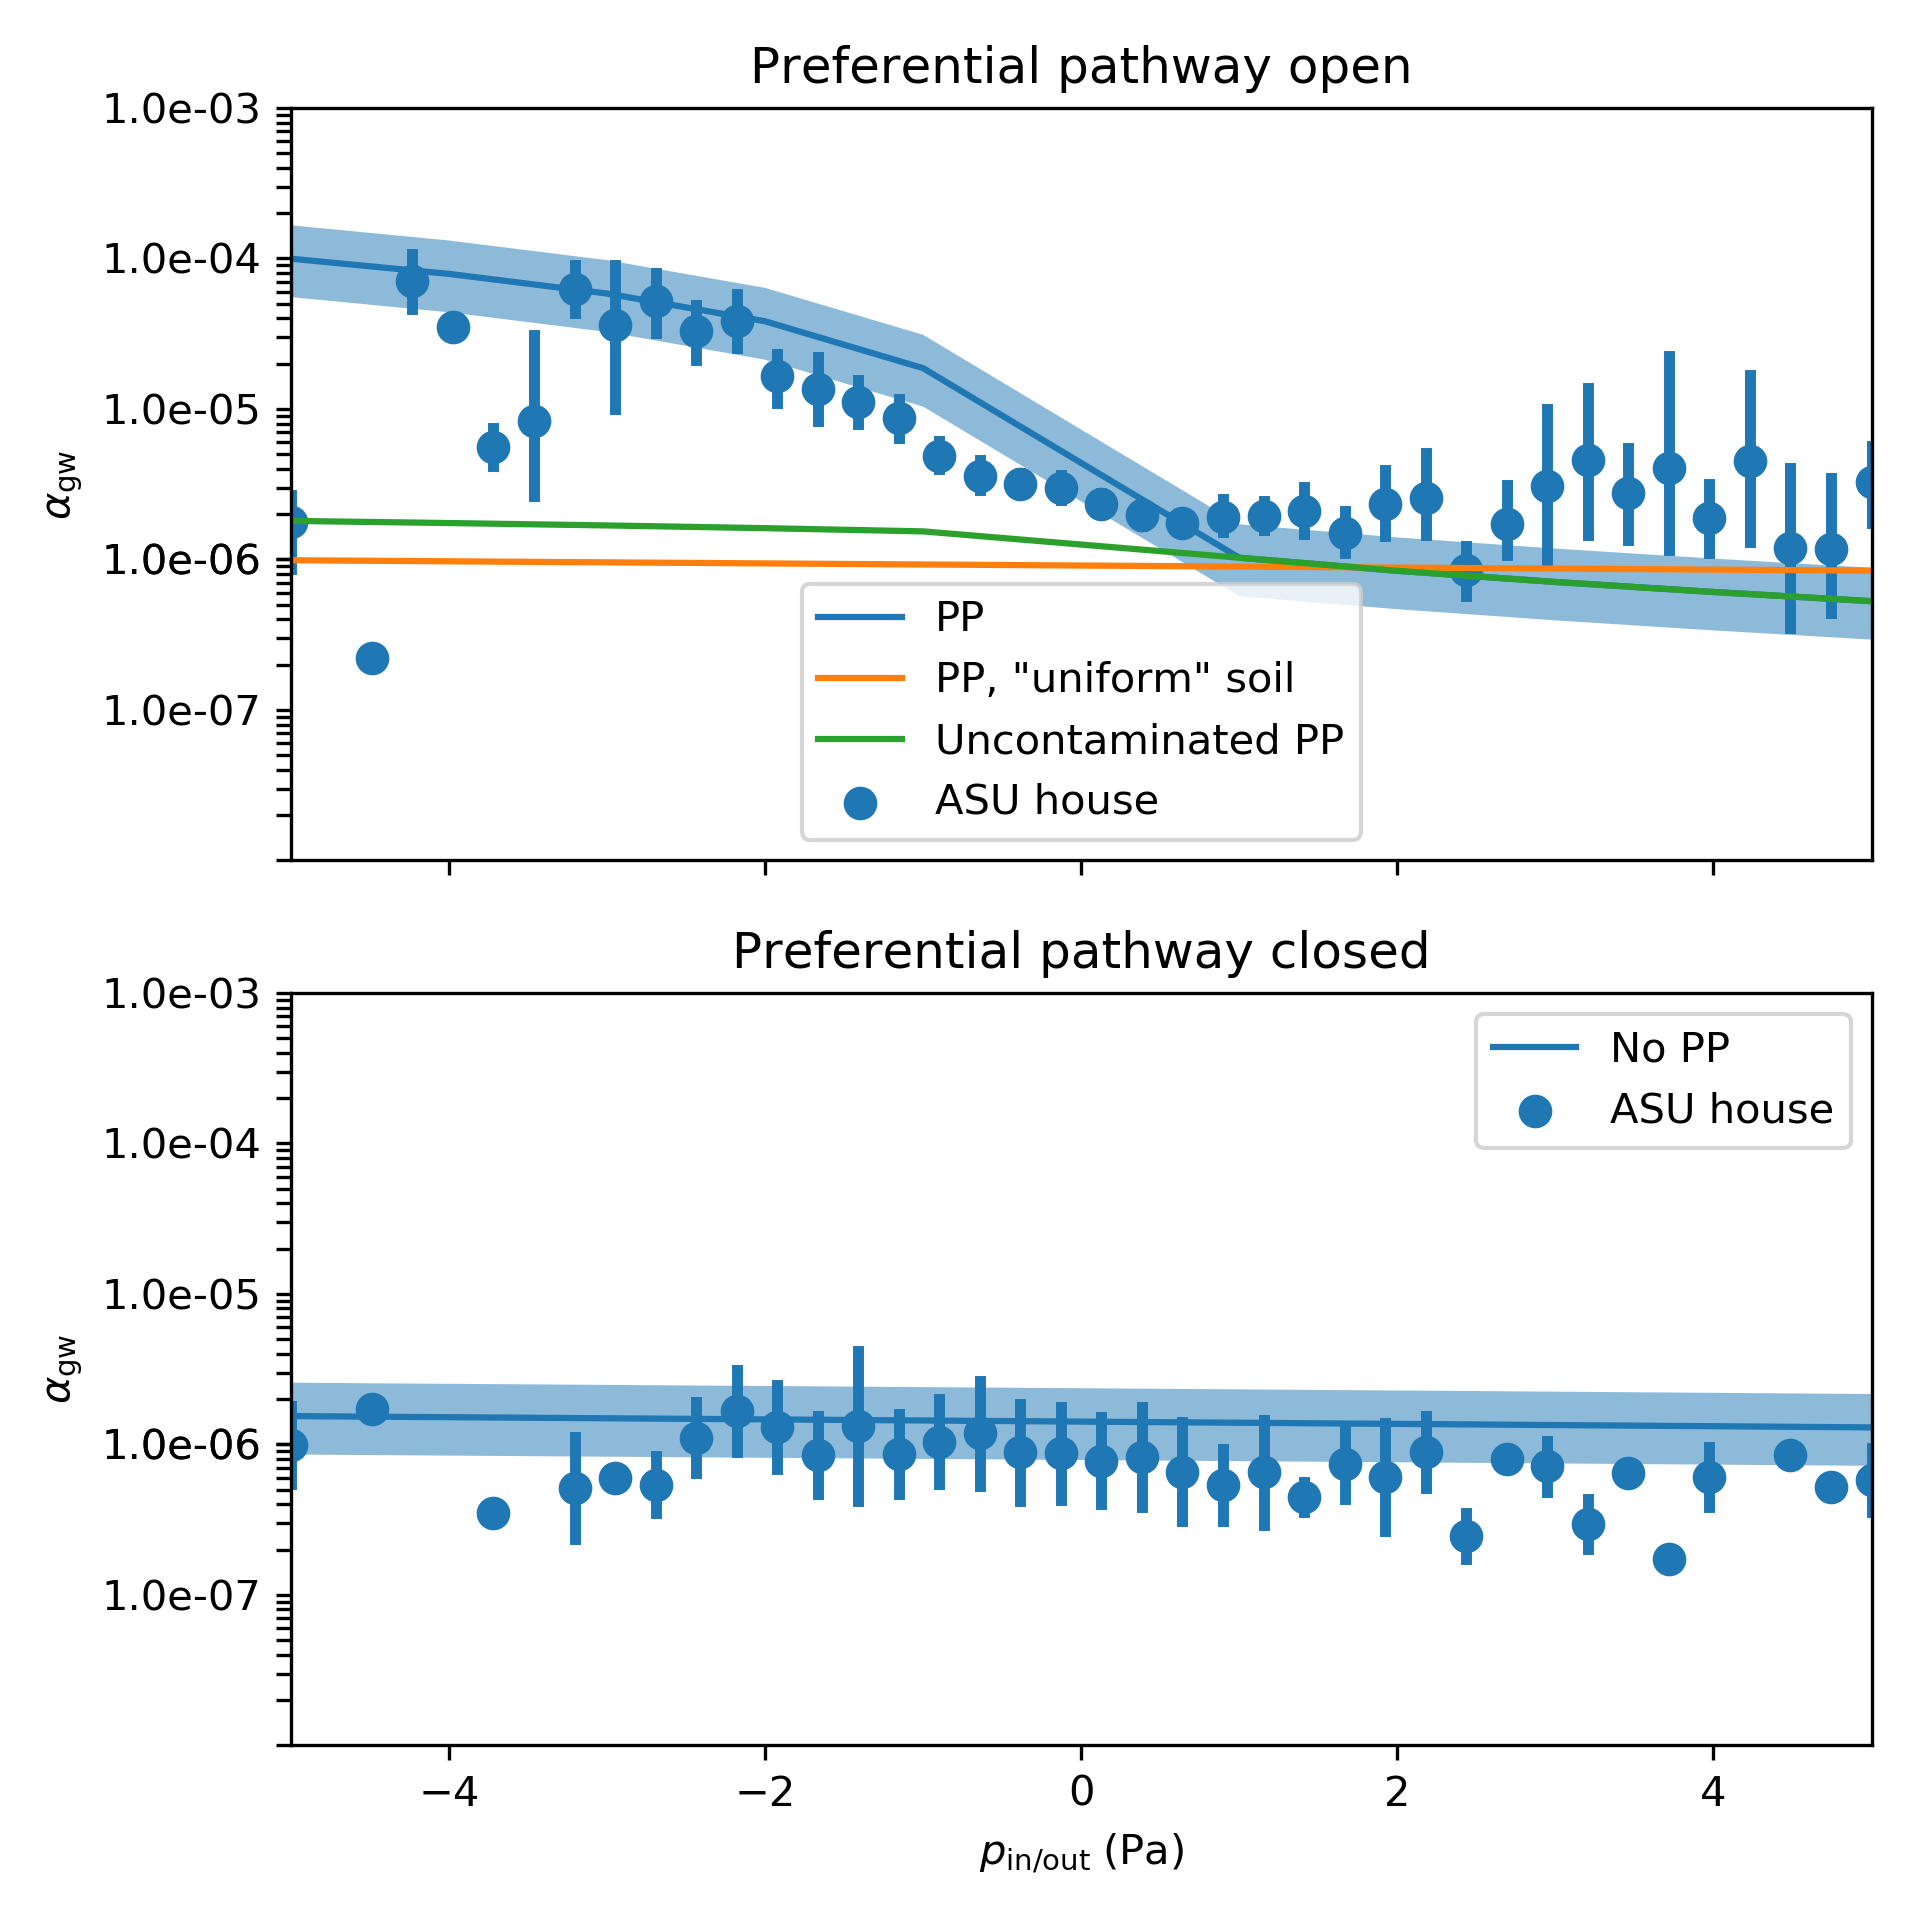 Preferential pathway open
1.0e-03
1.0e-04
1.0e-05
1.0e-06
1.0e-07
αgw
PP
PP, "uniform" soil
Uncontaminated PP
ASU house
Preferential pathway closed
1.0e-03
1.0e-04
1.0e-05
1.0e-06
1.0e-07
αgw
No PP
ASU house
−4 −2 0 2 4
pin/out (Pa)